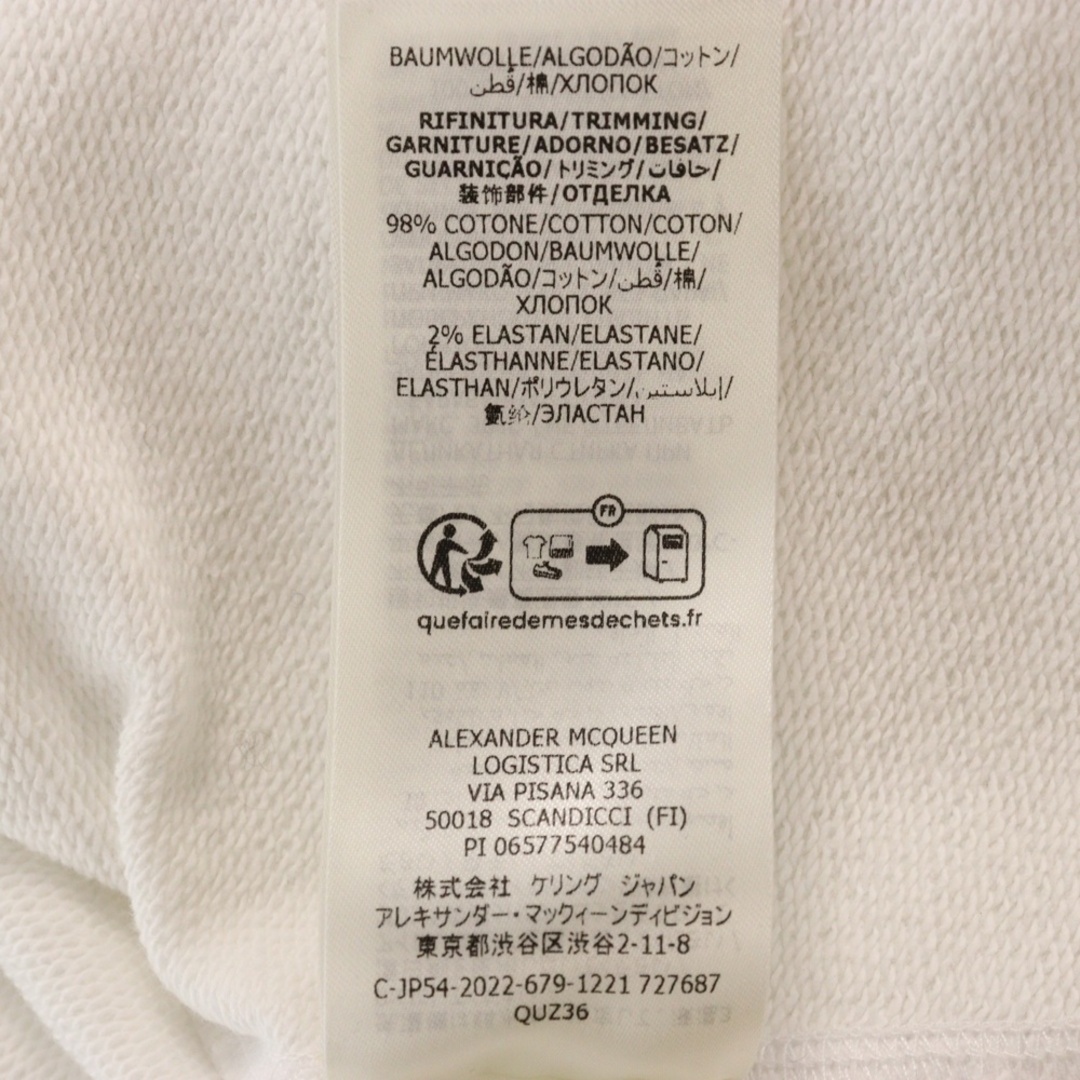 BAUMWOLLE/ALGODÃO/コットン/
قُطن/棉/ХЛОПОК
RIFINITURA/TRIMMING/
GARNITURE/ADORNO/BESATZ/
GUARNIÇÃO/トリミング/حافات/
装饰部件/ОТДЕЛКА
98% COTONE/COTTON/COTON/
ALGODON/BAUMWOLLE/
ALGODÃO/コットン/قُطن/棉/
ХЛОПОК
2% ELASTAN/ELASTANE/
ÉLASTHANNE/ELASTANO/
ELASTHAN/ポリウレタン/إيلاستين/
氨纶/ЭЛАСТАН
FR
quefairedemesdechets.fr
ALEXANDER MCQUEEN
LOGISTICA SRL
VIA PISANA 336
50018 SCANDICCI (FI)
PI 06577540484
株式会社 ケリング ジャパン
アレキサンダー・マックィーンディビジョン
東京都渋谷区渋谷2-11-8
C-JP54-2022-679-1221 727687
QUZ36